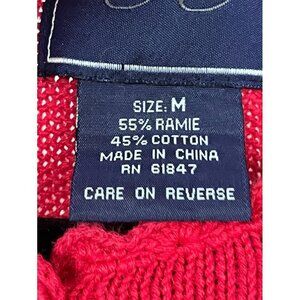 SIZE: M
55% RAMIE
45% COTTON
MADE IN CHINA
RN 61847
CARE ON REVERSE